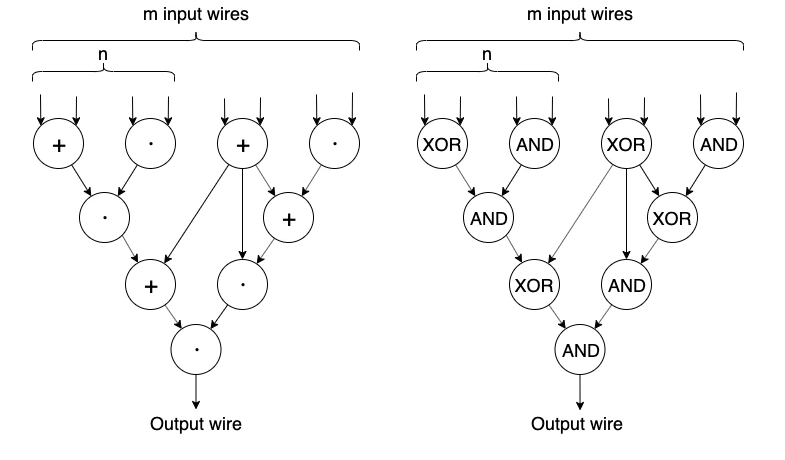 m input wires m input wires
n n
+ · + · XOR AND XOR AND
· + AND XOR
+ · XOR AND
· AND
Output wire Output wire